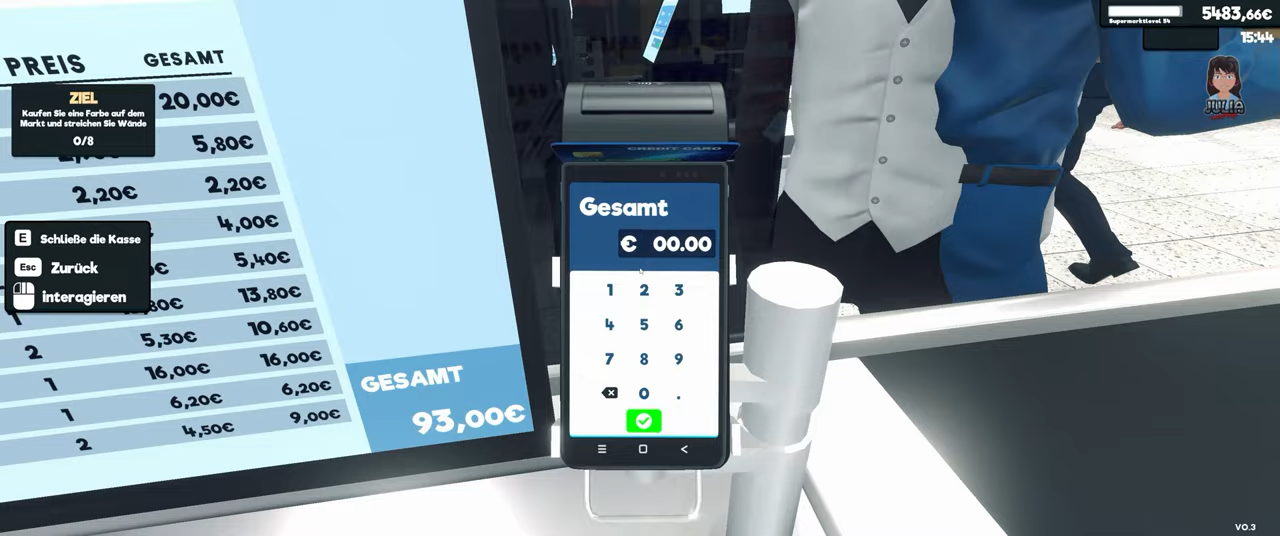 PREIS GESAMT
20,00€
5,80€
2,20€ 2,20€
4,00€
5,40€
13,80€
2 5,30€ 10,60€
1 16,00€ 16,00€
1 6,20€ 6,20€
2 4,50€ 9,00€
GESAMT
93,00€
ZIEL
Kaufen Sie eine Farbe auf dem
Markt und streichen Sie Wände
0/8
E Schließe die Kasse
Esc Zurück
interagieren
CREDIT CARD
Gesamt
€ 00.00
1 2 3
4 5 6
7 8 9
0 .
5483,66€
Supermarktlevel 54
15:44
JULIA
V0.3